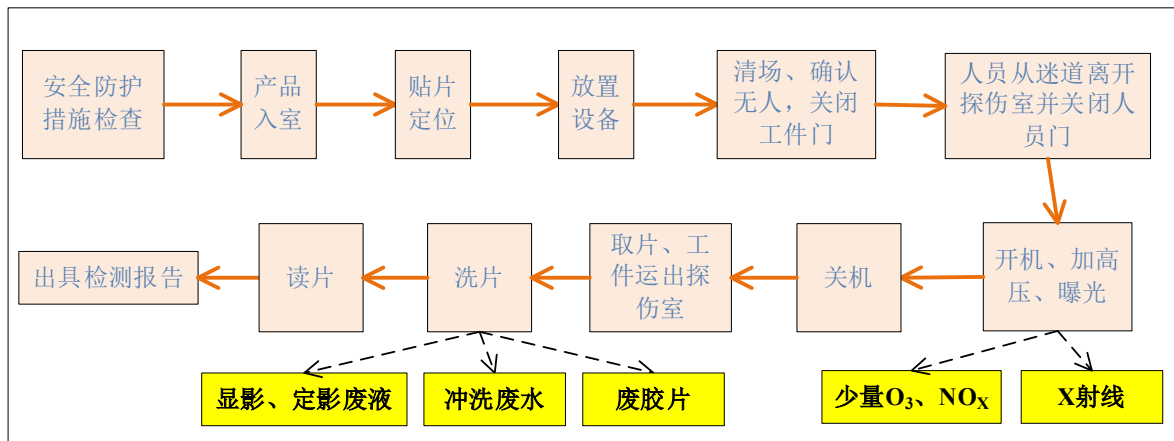 安全防护
措施检查
产品
入室
贴片
定位
放置
设备
清场、确认
无人，关闭
工件门
人员从迷道离开
探伤室并关闭人
员门
开机、加高
压、曝光
关机
取片、工
件运出探
伤室
洗片
读片
出具检测报告
显影、定影废液
冲洗废水
废胶片
少量O₃、NOₓ
X射线